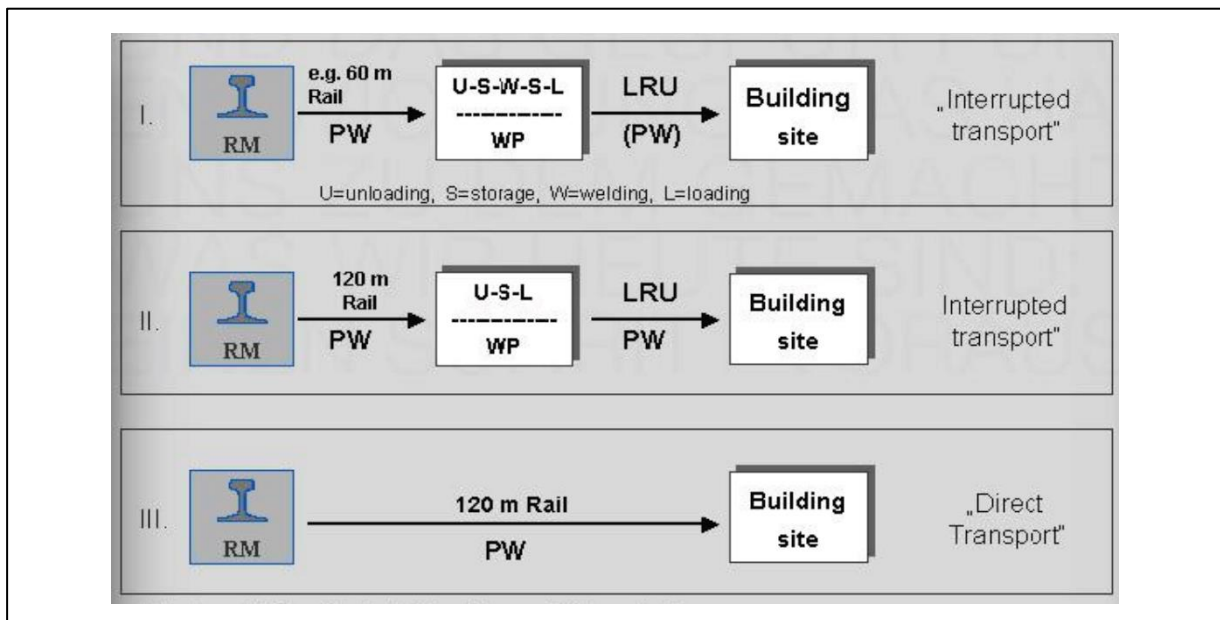 I.
RM
e.g. 60 m
Rail
PW
U-S-W-S-L
--------------
WP
LRU
(PW)
Building
site
„Interrupted
transport"
U=unloading, S=storage, W=welding, L=loading
II.
RM
120 m
Rail
PW
U-S-L
--------------
WP
LRU
PW
Building
site
Interrupted
transport"
III.
RM
120 m Rail
PW
Building
site
„Direct
Transport"